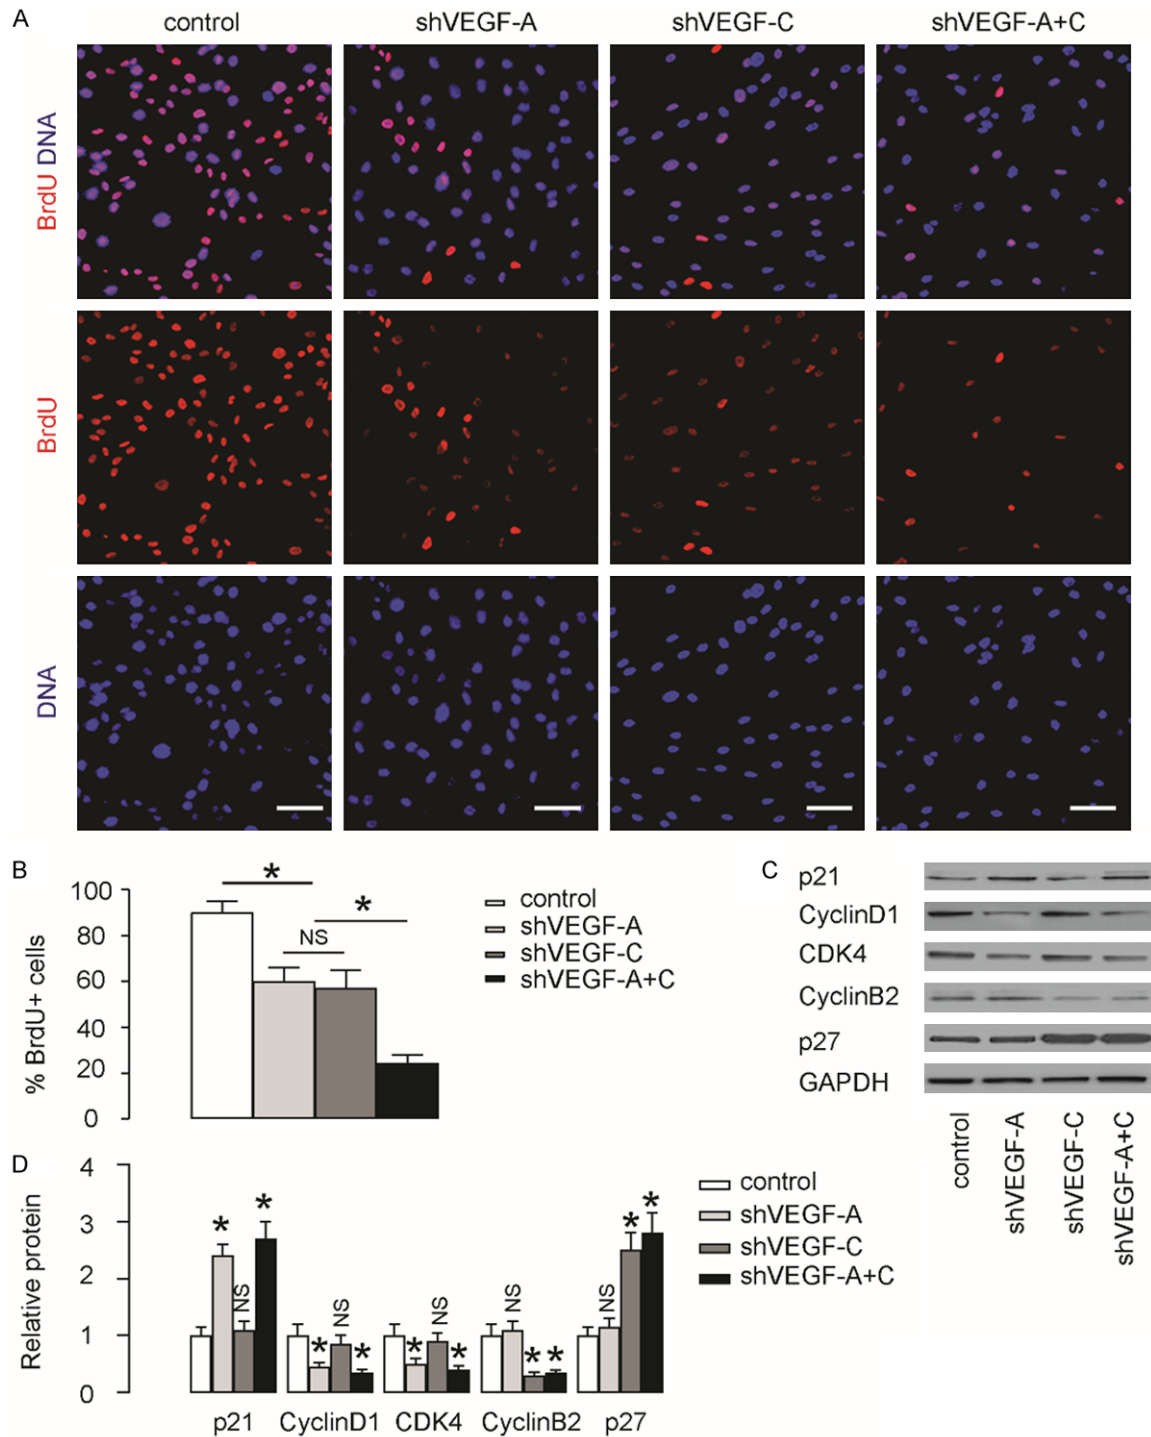 A
control shVEGF-A shVEGF-C shVEGF-A+C
BrdU DNA
BrdU
DNA
B
% BrdU+ cells
100
80
60
40
20
0
*
*
NS
control
shVEGF-A
shVEGF-C
shVEGF-A+C
C
p21
CyclinD1
CDK4
CyclinB2
p27
GAPDH
control
shVEGF-A
shVEGF-C
shVEGF-A+C
D
Relative protein
4
3
2
1
0
* NS *
* NS *
* NS *
NS * *
NS * *
control
shVEGF-A
shVEGF-C
shVEGF-A+C
p21 CyclinD1 CDK4 CyclinB2 p27